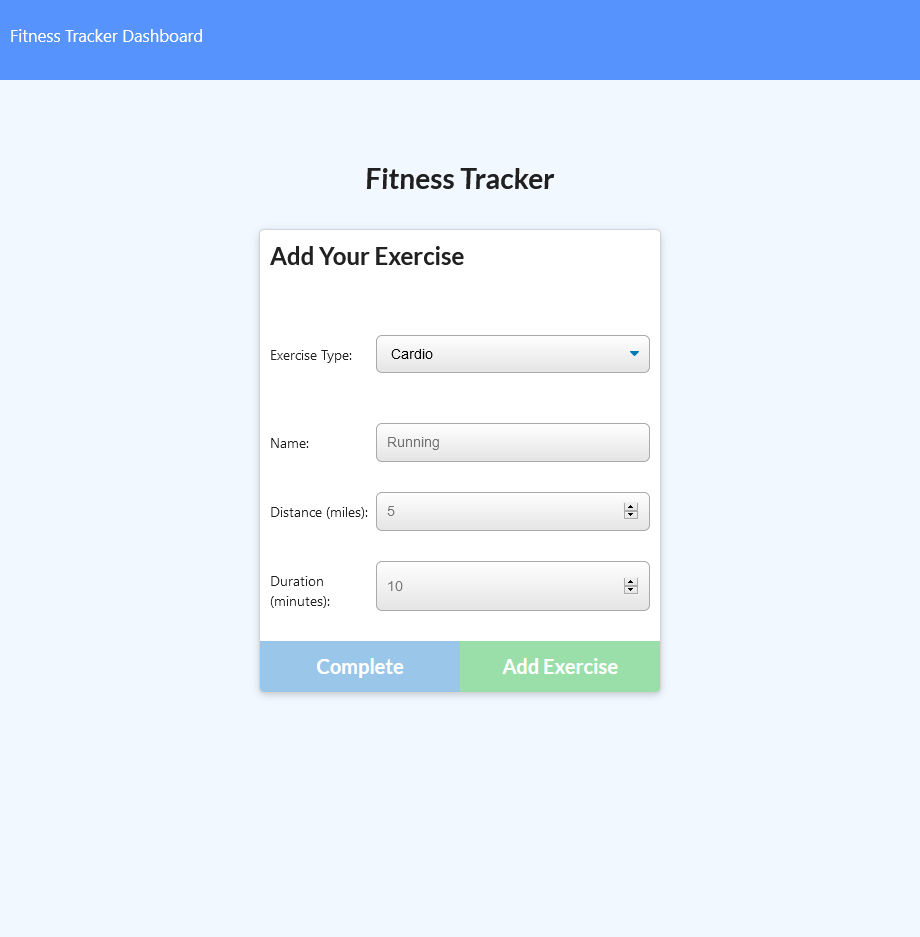 Fitness Tracker Dashboard
Fitness Tracker
Add Your Exercise
Exercise Type: Cardio
Name: Running
Distance (miles): 5
Duration (minutes): 10
Complete Add Exercise